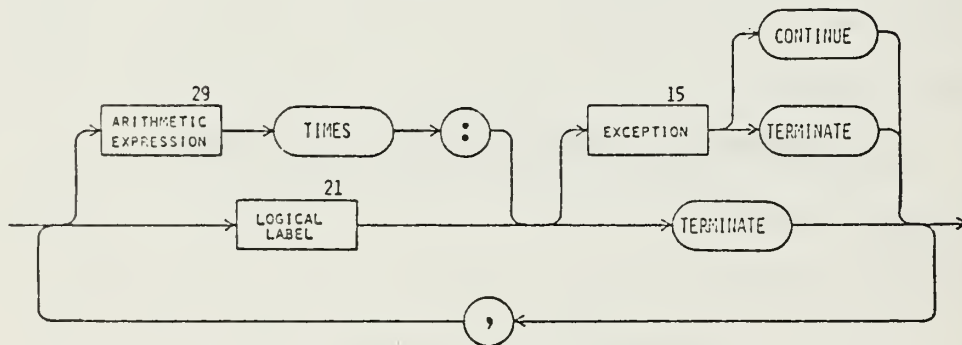 29
ARITHMETIC
EXPRESSION
TIMES
:
15
EXCEPTION
CONTINUE
TERMINATE
21
LOGICAL
LABEL
TERMINATE
,